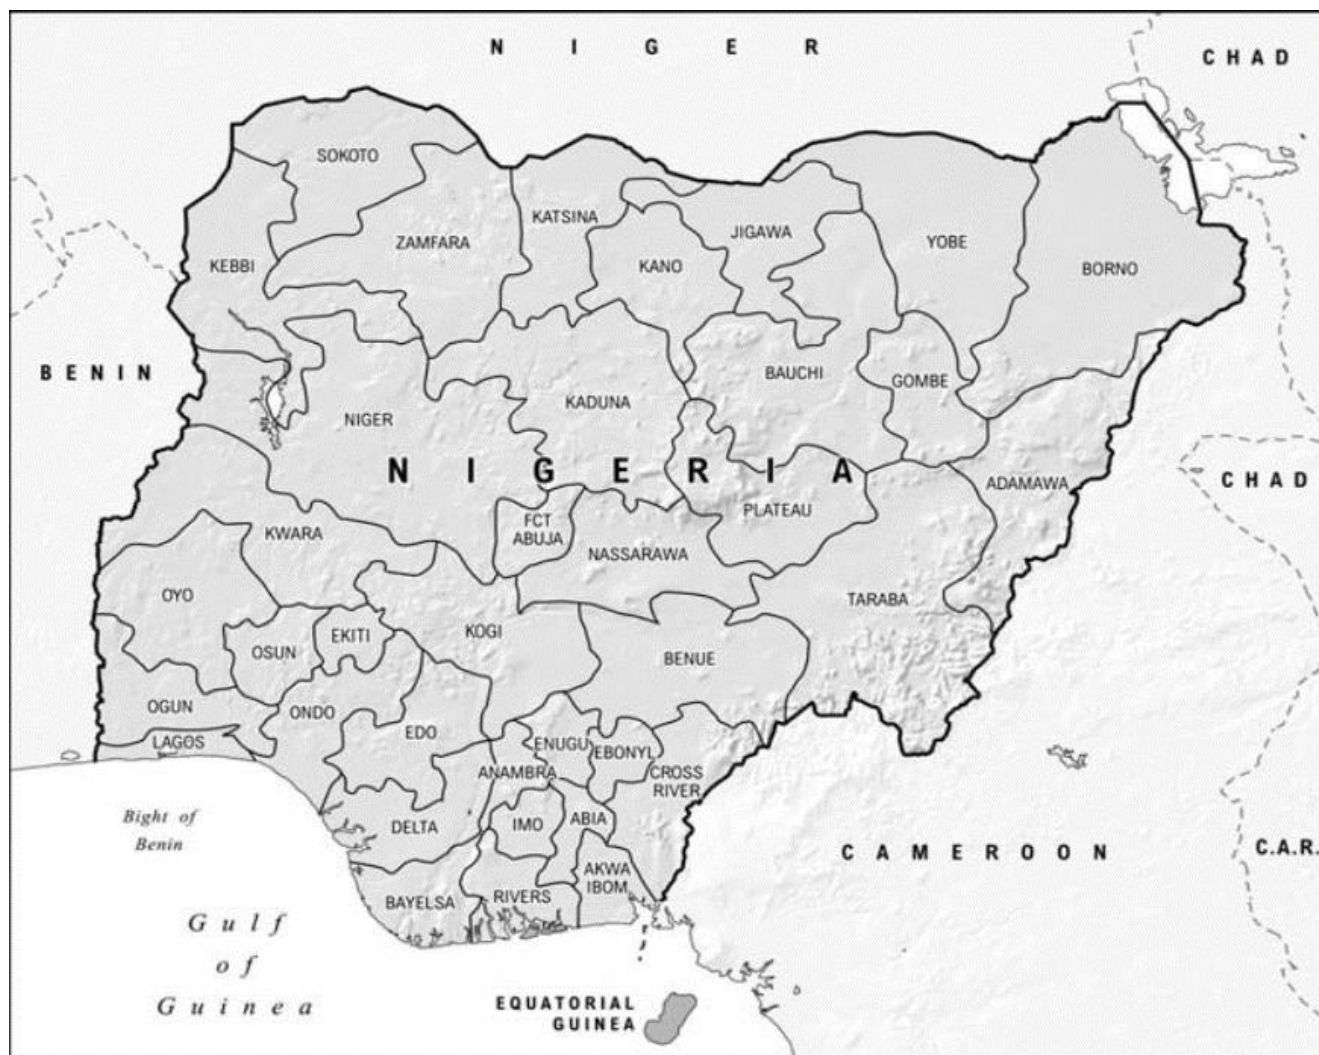 N I G E R
CHAD
SOKOTO
KATSINA
ZAMFARA
JIGAWA
YOBE
KEBBI
KANO
BORNO
BENIN
BAUCHI
GOMBE
KADUNA
NIGER
NIGERIA
CHAD
ADAMAWA
PLATEAU
FCT
ABUJA
KWARA
NASSARAWA
OYO
TARABA
EKITI
KOGI
OSUN
BENUE
OGUN
ONDO
EDO
LAGOS
ENUGU
EBONYI
ANAMBRA
CROSS
RIVER
Bight of
Benin
DELTA
IMO
ABIA
CAMEROON
C.A.R.
AKWA
IBOM
BAYELSA
RIVERS
Gulf
of
Guinea
EQUATORIAL
GUINEA